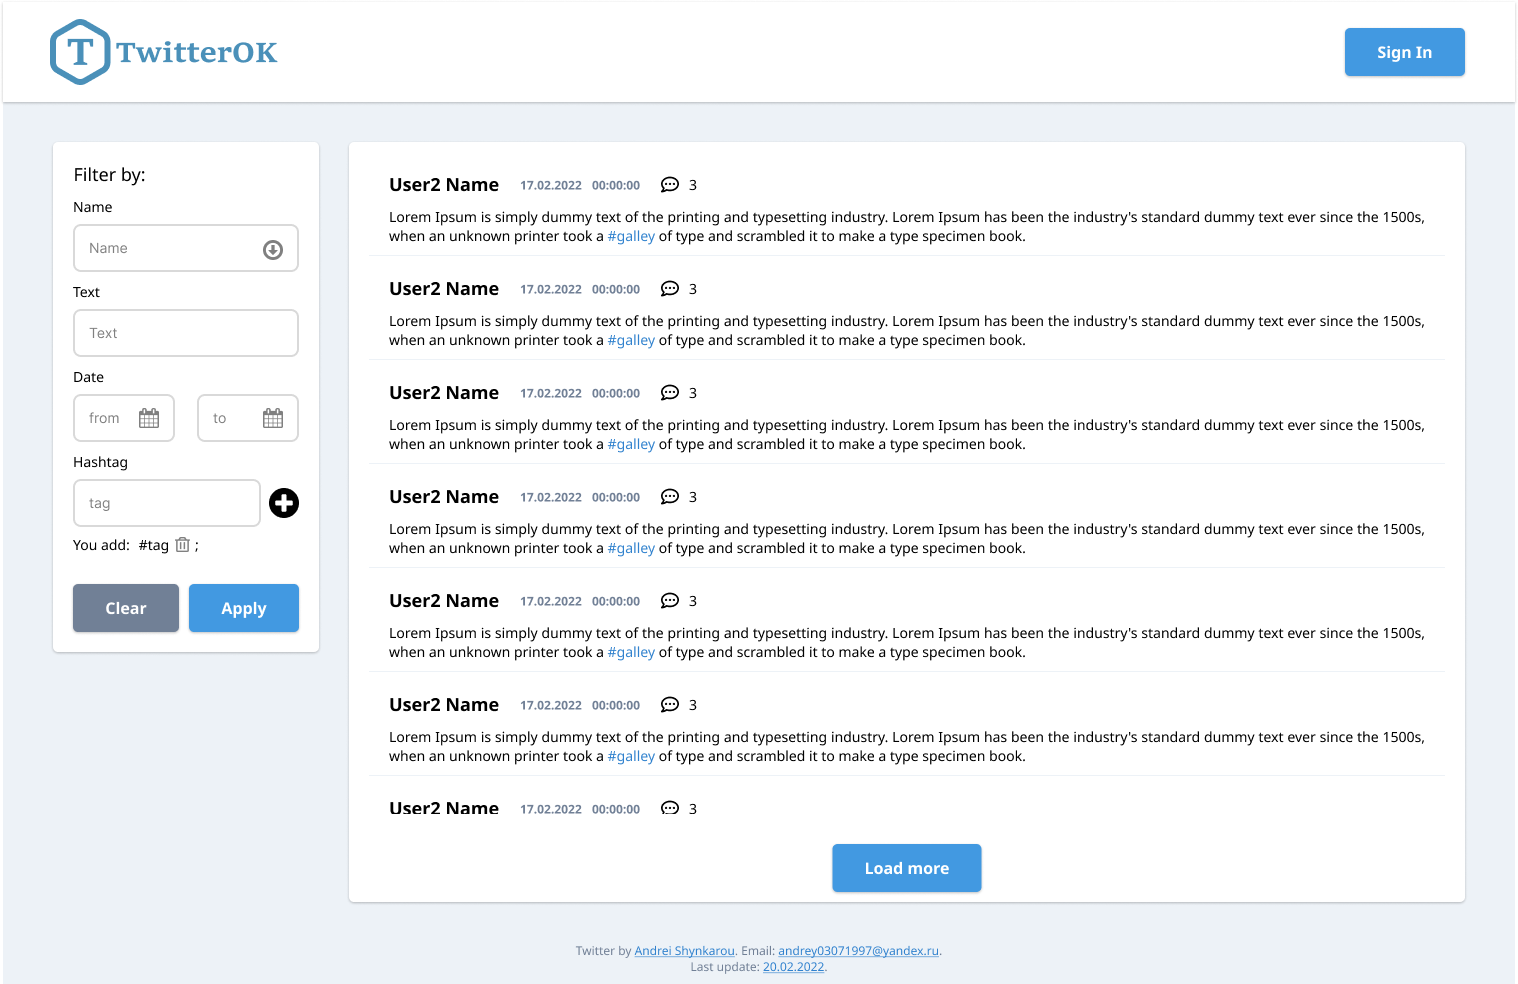 T TwitterOK
Sign In
Filter by:
Name
Name
Text
Text
Date
from to
Hashtag
tag
You add: #tag ;
Clear Apply
User2 Name 17.02.2022 00:00:00 3
Lorem Ipsum is simply dummy text of the printing and typesetting industry. Lorem Ipsum has been the industry's standard dummy text ever since the 1500s,
when an unknown printer took a #galley of type and scrambled it to make a type specimen book.
User2 Name 17.02.2022 00:00:00 3
Lorem Ipsum is simply dummy text of the printing and typesetting industry. Lorem Ipsum has been the industry's standard dummy text ever since the 1500s,
when an unknown printer took a #galley of type and scrambled it to make a type specimen book.
User2 Name 17.02.2022 00:00:00 3
Lorem Ipsum is simply dummy text of the printing and typesetting industry. Lorem Ipsum has been the industry's standard dummy text ever since the 1500s,
when an unknown printer took a #galley of type and scrambled it to make a type specimen book.
User2 Name 17.02.2022 00:00:00 3
Lorem Ipsum is simply dummy text of the printing and typesetting industry. Lorem Ipsum has been the industry's standard dummy text ever since the 1500s,
when an unknown printer took a #galley of type and scrambled it to make a type specimen book.
User2 Name 17.02.2022 00:00:00 3
Lorem Ipsum is simply dummy text of the printing and typesetting industry. Lorem Ipsum has been the industry's standard dummy text ever since the 1500s,
when an unknown printer took a #galley of type and scrambled it to make a type specimen book.
User2 Name 17.02.2022 00:00:00 3
Lorem Ipsum is simply dummy text of the printing and typesetting industry. Lorem Ipsum has been the industry's standard dummy text ever since the 1500s,
when an unknown printer took a #galley of type and scrambled it to make a type specimen book.
User2 Name 17.02.2022 00:00:00 3
Load more
Twitter by Andrei Shynkarou. Email: andrey03071997@yandex.ru.
Last update: 20.02.2022.